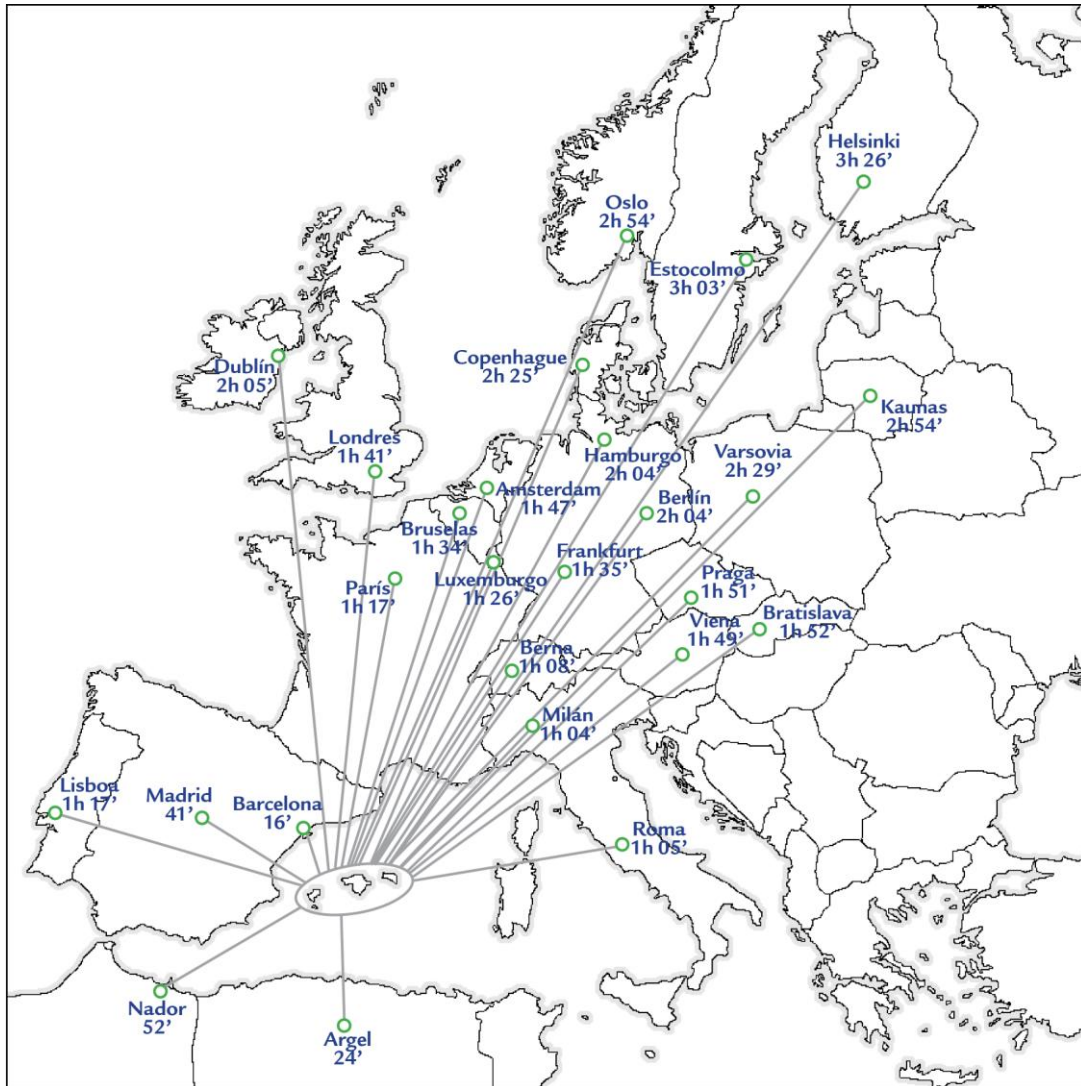 Helsinki
3h 26’
Oslo
2h 54’
Estocolmo
3h 03’
Dublín
2h 05’
Copenhague
2h 25’
Kaunas
2h 54’
Londres
1h 41’
Hamburgo
2h 04’
Varsovia
2h 29’
Amsterdam
1h 47’
Berlín
2h 04’
Bruselas
1h 34’
Frankfurt
1h 35’
París
1h 17’
Luxemburgo
1h 26’
Praga
1h 51’
Viena
1h 49’
Bratislava
1h 52’
Berna
1h 08’
Milán
1h 04’
Lisboa
1h 17’
Madrid
41’
Barcelona
16’
Roma
1h 05’
Nador
52’
Argel
24’